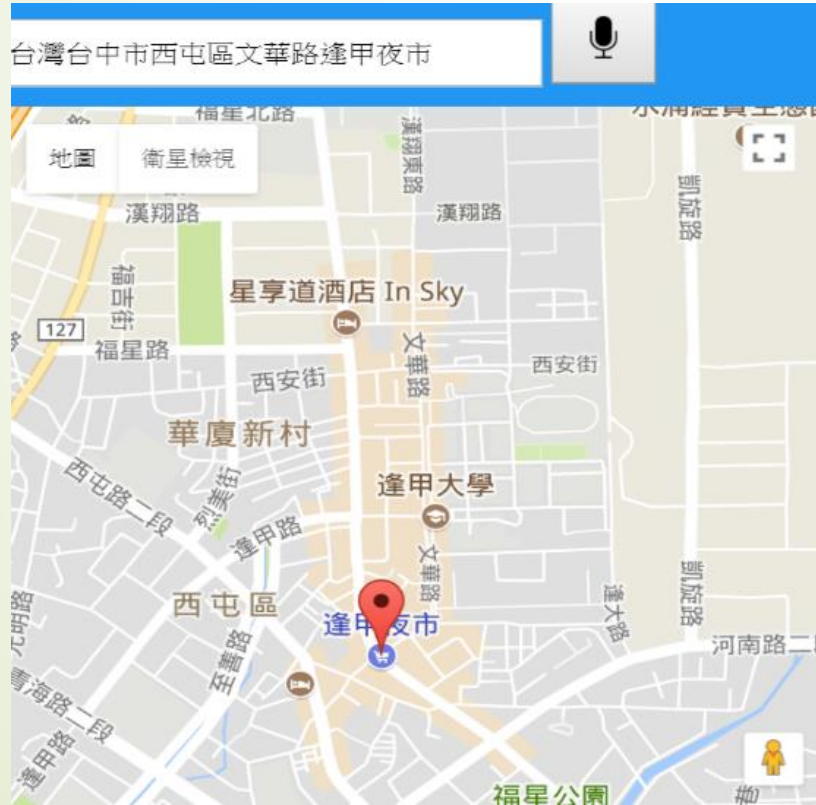 台灣台中市西屯區文華路逢甲夜市
福星北路
地圖
衛星檢視
漢翔東路
凱旋路
漢翔路
漢翔路
福吉街
星享道酒店 In Sky
127
福星路
文華路
西安街
西安街
華廈新村
西屯路二段
烈美街
逢甲大學
逢甲路
文華路
西屯區
逢甲夜市
逢大路
凱旋路
河南路二
至善路
青海路二段
逢甲路
福星公園